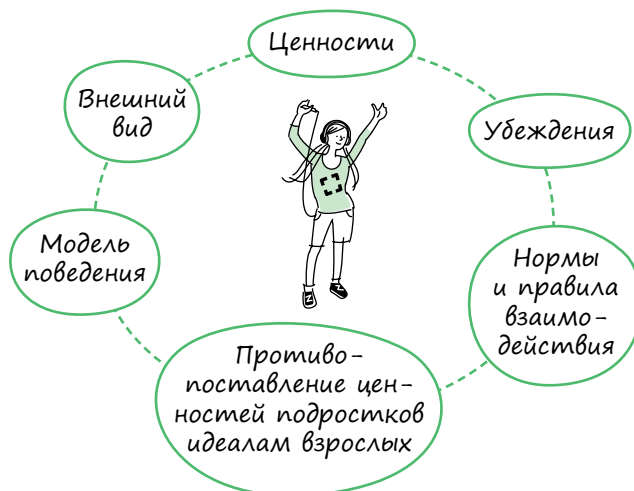 Ценности
Внешний
вид
Убеждения
Модель
поведения
Нормы
и правила
взаимо-
действия
Противо-
поставление цен-
ностей подростков
идеалам взрослых